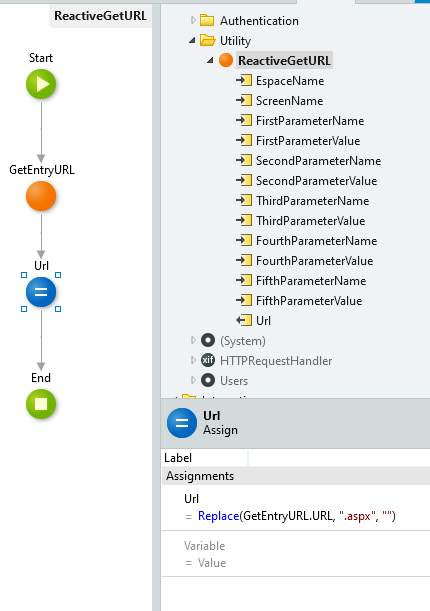 ReactiveGetURL
Start
GetEntryURL
Url
End
Authentication
Utility
ReactiveGetURL
EspaceName
ScreenName
FirstParameterName
FirstParameterValue
SecondParameterName
SecondParameterValue
ThirdParameterName
ThirdParameterValue
FourthParameterName
FourthParameterValue
FifthParameterName
FifthParameterValue
Url
(System)
xif HTTPRequestHandler
Users
Url
Assign
Label
Assignments
Url
= Replace(GetEntryURL.URL, ".aspx", "")
Variable
= Value